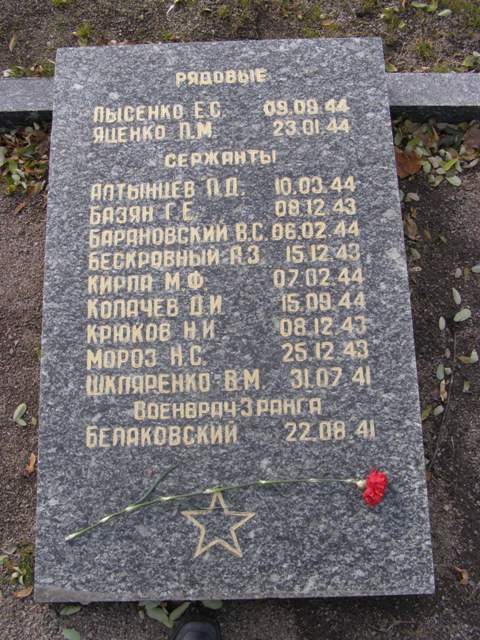 РЯДОВЫЕ
ЛЫСЕНКО Е.С. 09.09.44
ЯЦЕНКО П.М 23.01.44
СЕРЖАНТЫ
АЛТЫНЦЕВ П.Д. 10.03.44
БАЗЯН Г.Е. 08.12.43
БАРАНОВСКИЙ В.С. 06.02.44
БЕСКРОВНЫЙ А.З. 15.12.43
КИРПА М.Ф. 07.02.44
КОЛАЧЕВ Д.И. 15.09.44
КРЮКОВ Н.И. 08.12.43
МОРОЗ Н.С. 25.12.43
ШКЛЯРЕНКО В.М. 31.07.41
ВОЕНВРАЧ 3 РАНГА
БЕЛАКОВСКИЙ 22.08.41